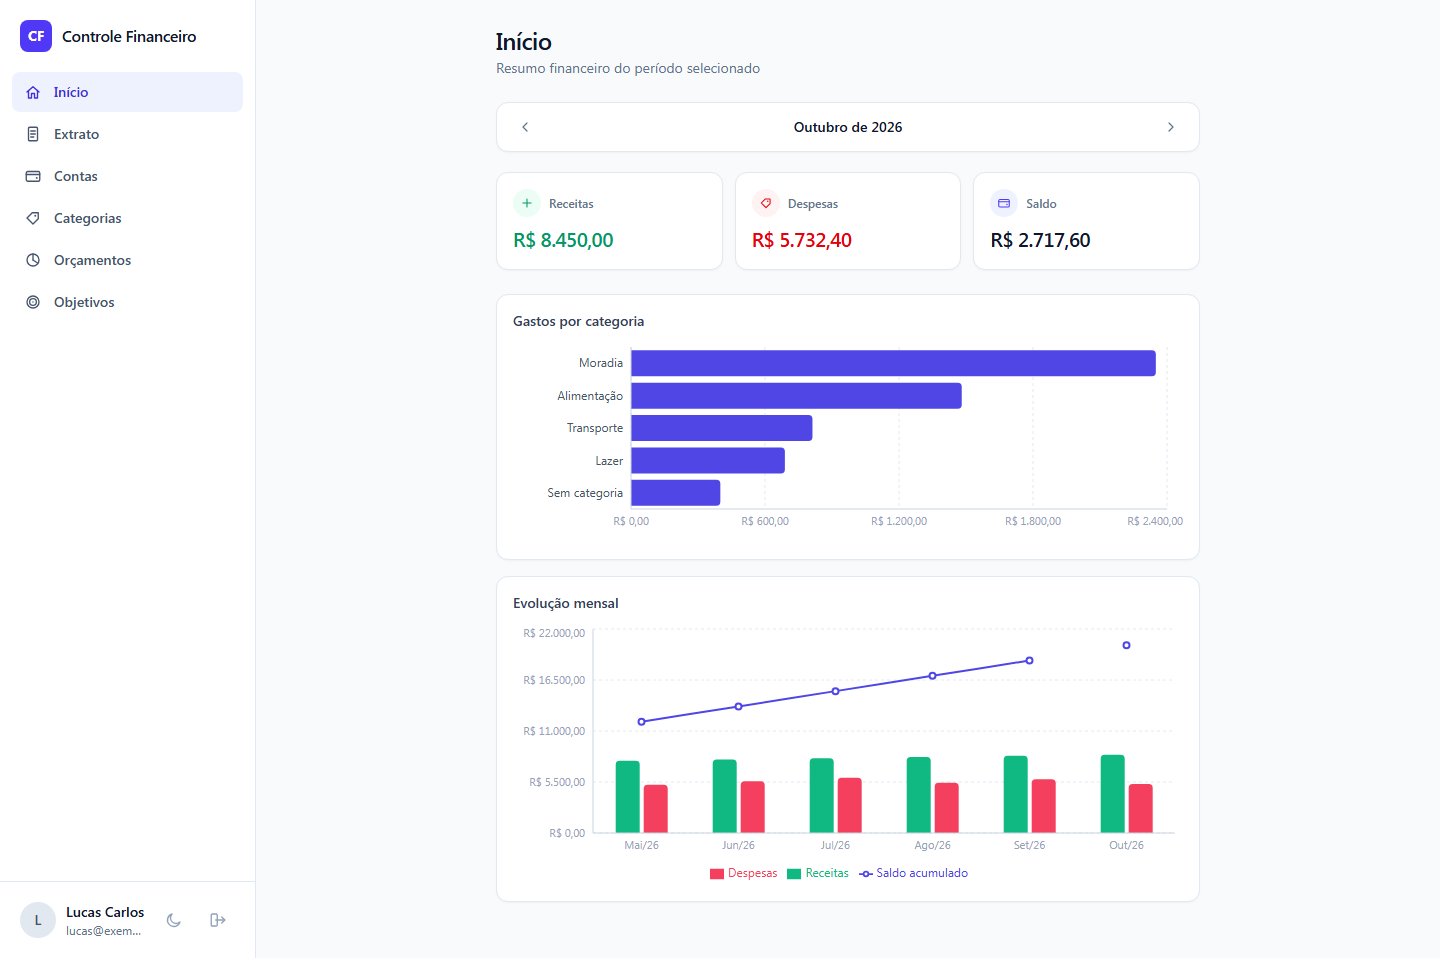 CF Controle Financeiro
Início
Extrato
Contas
Categorias
Orçamentos
Objetivos
L
Lucas Carlos
lucas@exem...
Início
Resumo financeiro do período selecionado
Outubro de 2026
Receitas
R$ 8.450,00
Despesas
R$ 5.732,40
Saldo
R$ 2.717,60
Gastos por categoria
Moradia
Alimentação
Transporte
Lazer
Sem categoria
R$ 0,00 R$ 600,00 R$ 1.200,00 R$ 1.800,00 R$ 2.400,00
Evolução mensal
R$ 22.000,00
R$ 16.500,00
R$ 11.000,00
R$ 5.500,00
R$ 0,00
Mai/26 Jun/26 Jul/26 Ago/26 Set/26 Out/26
Despesas Receitas Saldo acumulado